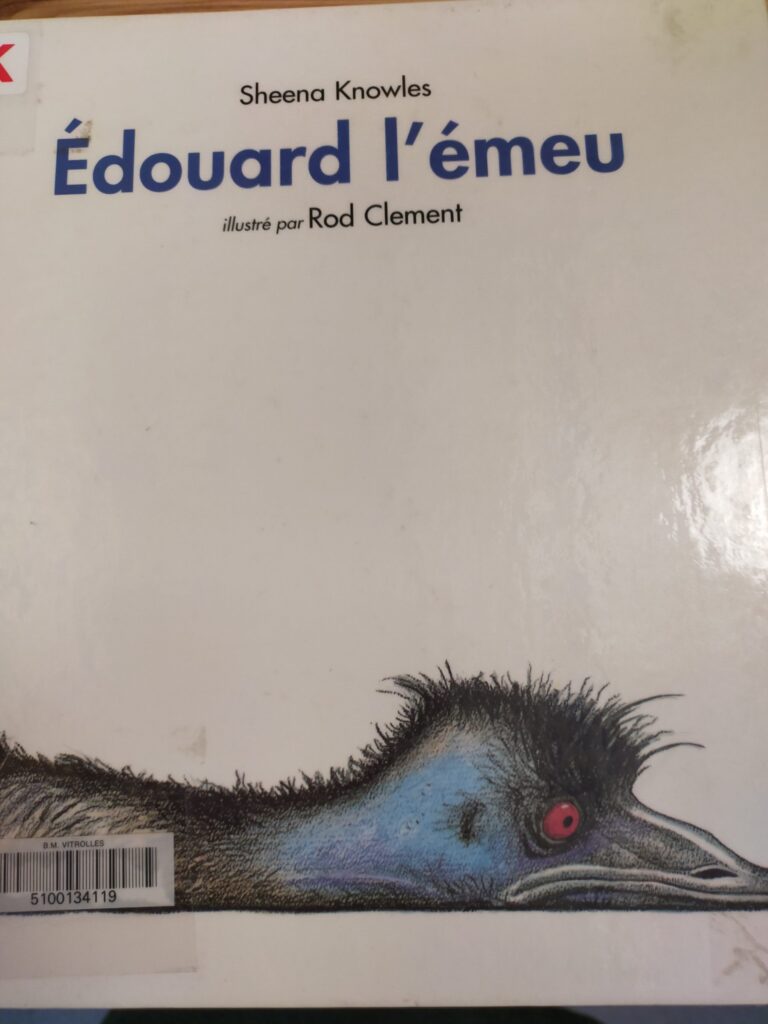 K
Sheena Knowles
Édouard l'émeu
illustré par Rod Clement
B.M. VITROLLES
5100134119